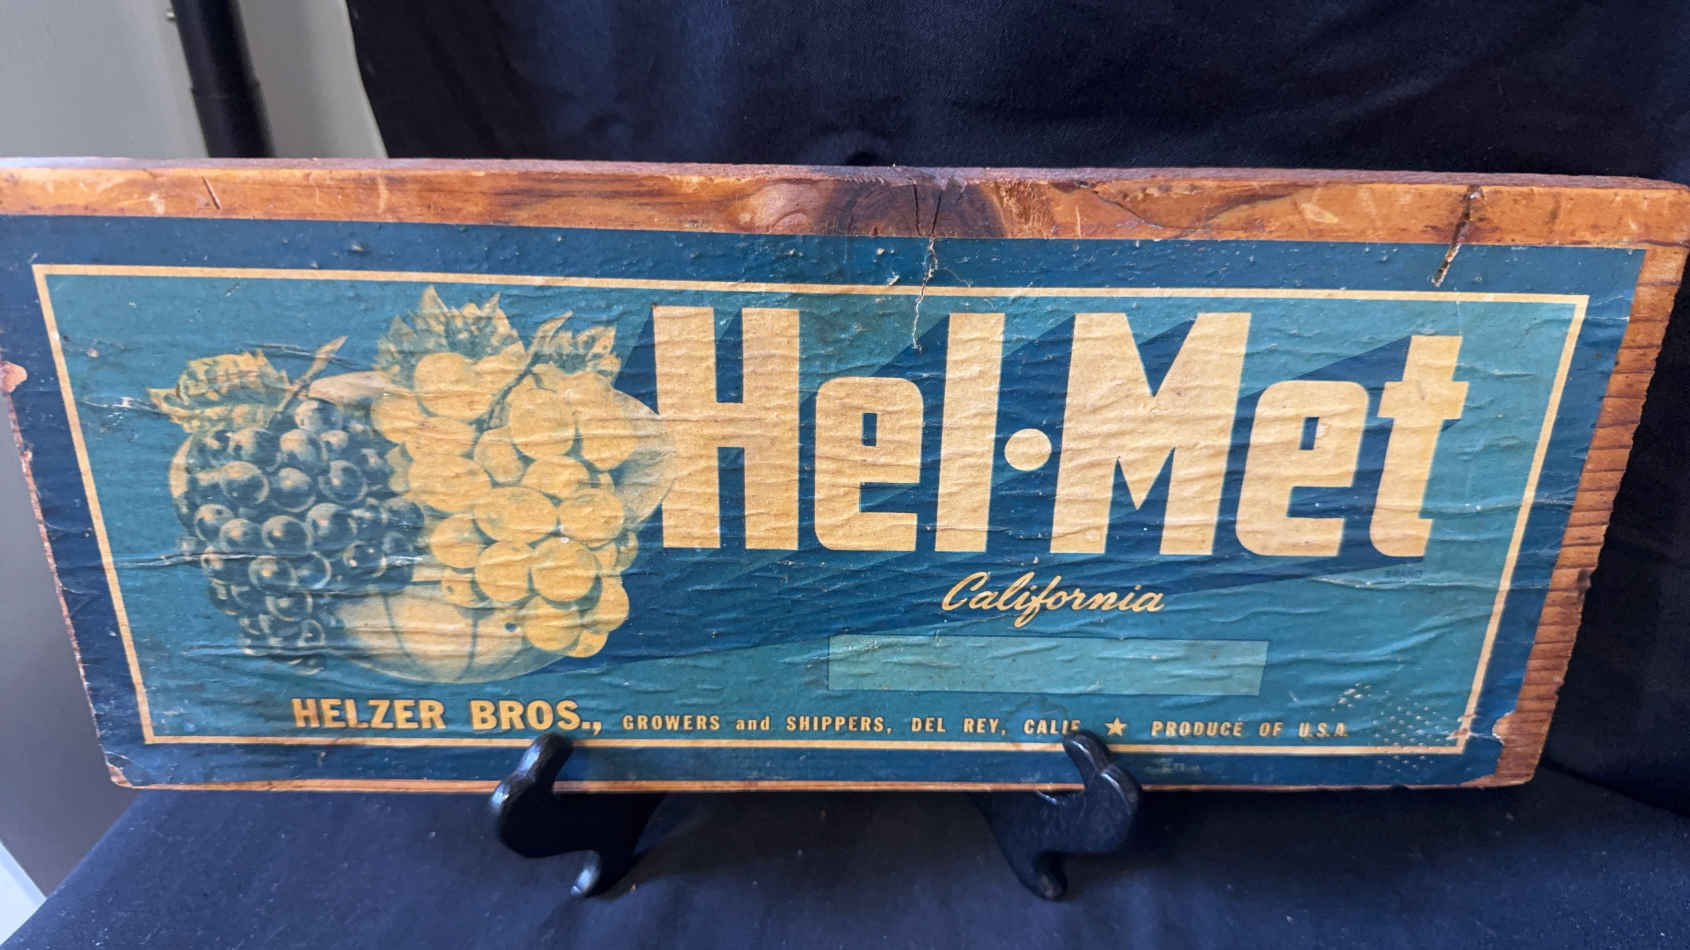 Hel·Met
California
HELZER BROS., GROWERS and SHIPPERS, DEL REY, CALIF ★ PRODUCE OF U.S.A.